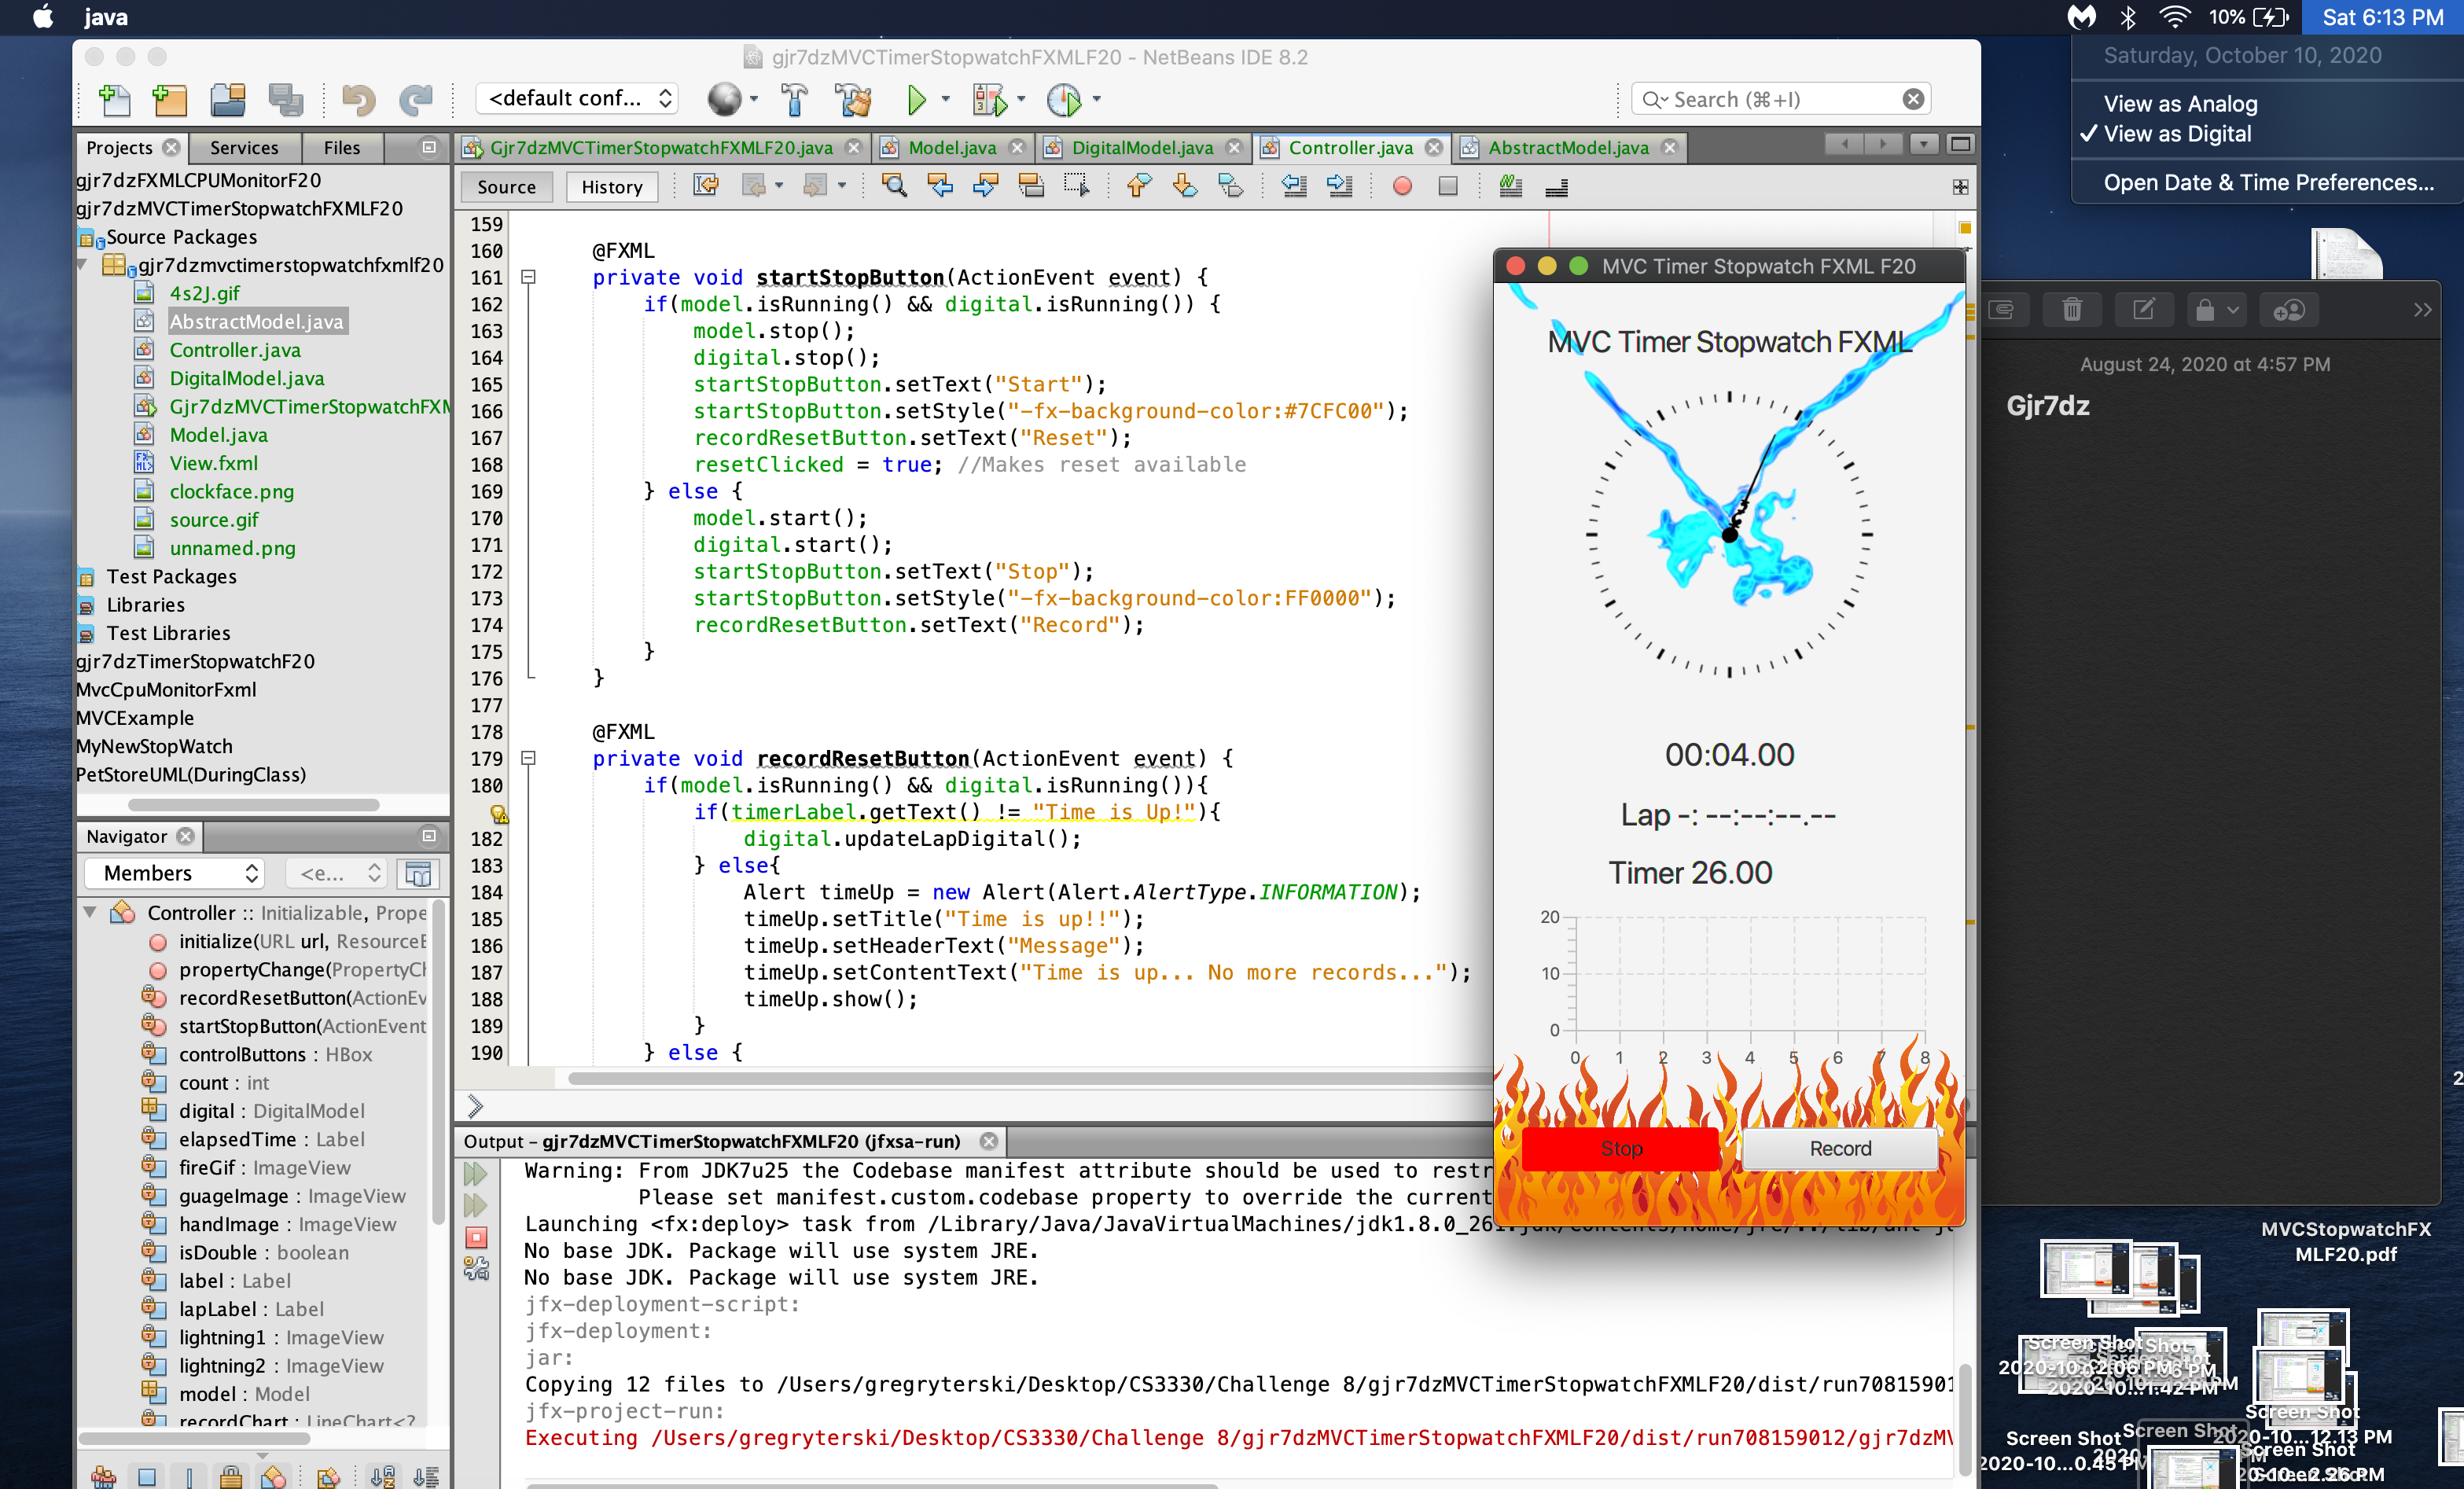 java
10%
Sat 6:13 PM
Saturday, October 10, 2020
View as Analog
✓ View as Digital
Open Date & Time Preferences...
gjr7dzMVCTimerStopwatchFXMLF20 - NetBeans IDE 8.2
<default conf...
Search (⌘+I)
Projects
Services
Files
Gjr7dzMVCTimerStopwatchFXMLF20.java
Model.java
DigitalModel.java
Controller.java
AbstractModel.java
Source
History
gjr7dzFXMLCPUMonitorF20
gjr7dzMVCTimerStopwatchFXMLF20
Source Packages
gjr7dzmvctimerstopwatchfxmlf20
4s2J.gif
AbstractModel.java
Controller.java
DigitalModel.java
Gjr7dzMVCTimerStopwatchFXM
Model.java
View.fxml
clockface.png
source.gif
unnamed.png
Test Packages
Libraries
Test Libraries
gjr7dzTimerStopwatchF20
MvcCpuMonitorFxml
MVCExample
MyNewStopWatch
PetStoreUML(DuringClass)
Navigator
Members
<e...
Controller :: Initializable, Prope
initialize(URL url, ResourceB
propertyChange(PropertyCh
recordResetButton(ActionEv
startStopButton(ActionEvent
controlButtons : HBox
count : int
digital : DigitalModel
elapsedTime : Label
fireGif : ImageView
guageImage : ImageView
handImage : ImageView
isDouble : boolean
label : Label
lapLabel : Label
lightning1 : ImageView
lightning2 : ImageView
model : Model
recordChart : LineChart<?
159
160 @FXML
161 private void startStopButton(ActionEvent event) {
162 if(model.isRunning() && digital.isRunning()) {
163 model.stop();
164 digital.stop();
165 startStopButton.setText("Start");
166 startStopButton.setStyle("-fx-background-color:#7CFC00");
167 recordResetButton.setText("Reset");
168 resetClicked = true; //Makes reset available
169 } else {
170 model.start();
171 digital.start();
172 startStopButton.setText("Stop");
173 startStopButton.setStyle("-fx-background-color:FF0000");
174 recordResetButton.setText("Record");
175 }
176 }
177
178 @FXML
179 private void recordResetButton(ActionEvent event) {
180 if(model.isRunning() && digital.isRunning()){
if(timerLabel.getText() != "Time is Up!"){
182 digital.updateLapDigital();
183 } else{
184 Alert timeUp = new Alert(Alert.AlertType.INFORMATION);
185 timeUp.setTitle("Time is up!!");
186 timeUp.setHeaderText("Message");
187 timeUp.setContentText("Time is up... No more records...");
188 timeUp.show();
189 }
190 } else {
Output - gjr7dzMVCTimerStopwatchFXMLF20 (jfxsa-run)
Warning: From JDK7u25 the Codebase manifest attribute should be used to restr
Please set manifest.custom.codebase property to override the current
Launching <fx:deploy> task from /Library/Java/JavaVirtualMachines/jdk1.8.0_261.jdk/Contents/Home/jre/../lib/ant-j
No base JDK. Package will use system JRE.
No base JDK. Package will use system JRE.
jfx-deployment-script:
jfx-deployment:
jar:
Copying 12 files to /Users/gregryterski/Desktop/CS3330/Challenge 8/gjr7dzMVCTimerStopwatchFXMLF20/dist/run70815901
jfx-project-run:
Executing /Users/gregryterski/Desktop/CS3330/Challenge 8/gjr7dzMVCTimerStopwatchFXMLF20/dist/run708159012/gjr7dzMV
MVC Timer Stopwatch FXML F20
MVC Timer Stopwatch FXML
00:04.00
Lap -: --:--:--.--
Timer 26.00
20
10
0
0 1 2 3 4 5 6 7 8
Stop
Record
August 24, 2020 at 4:57 PM
Gjr7dz
MVCStopwatchFX
MLF20.pdf
Screen Shot
2020-10...1.42 PM
Screen Shot
2020-10...12.13 PM
Screen Shot
2020-10...0.45 PM
Screen Shot